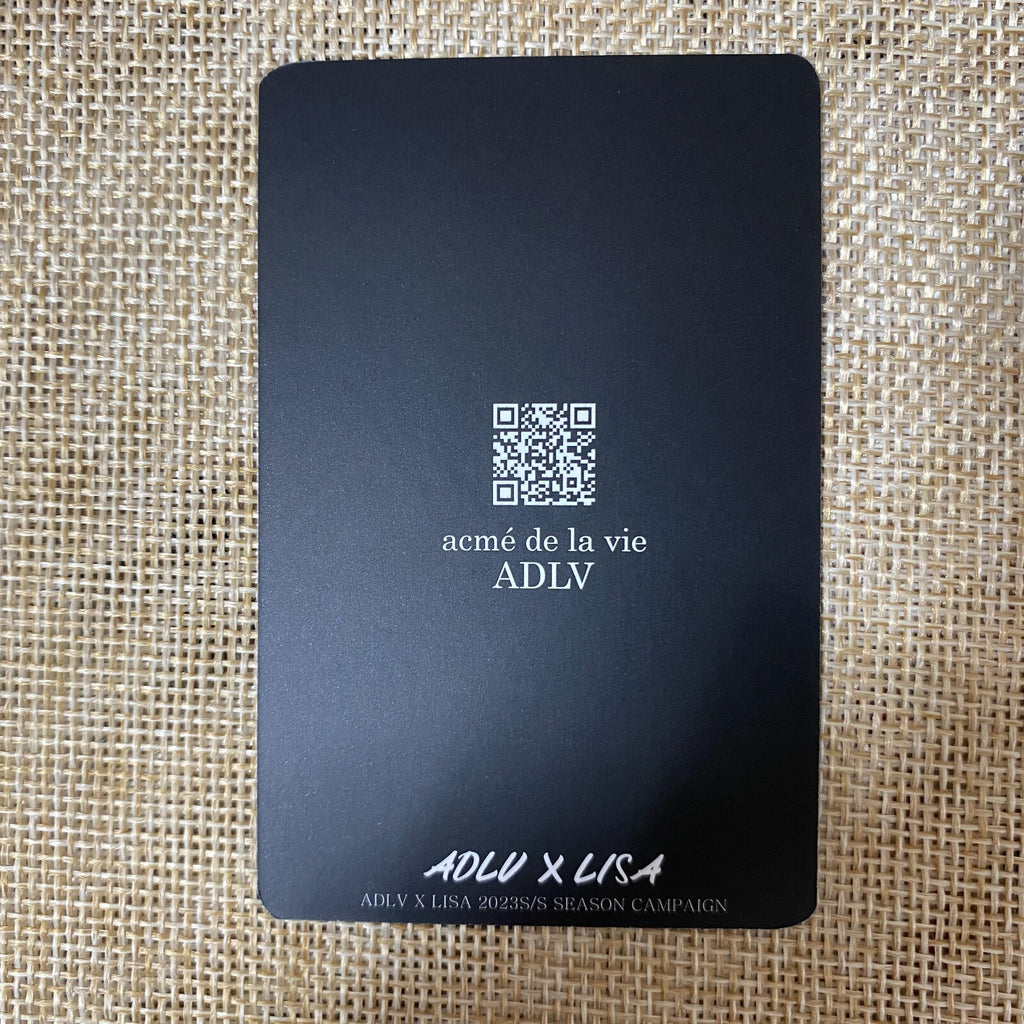 acmé de la vie
ADLV
ADLV X LISA
ADLV X LISA 2023S/S SEASON CAMPAIGN